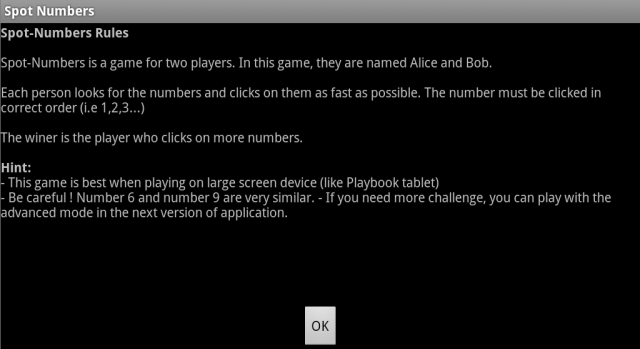 Spot Numbers
Spot-Numbers Rules
Spot-Numbers is a game for two players. In this game, they are named Alice and Bob.
Each person looks for the numbers and clicks on them as fast as possible. The number must be clicked in
correct order (i.e 1,2,3...)
The winer is the player who clicks on more numbers.
Hint:
- This game is best when playing on large screen device (like Playbook tablet)
- Be careful ! Number 6 and number 9 are very similar. - If you need more challenge, you can play with the
advanced mode in the next version of application.
OK